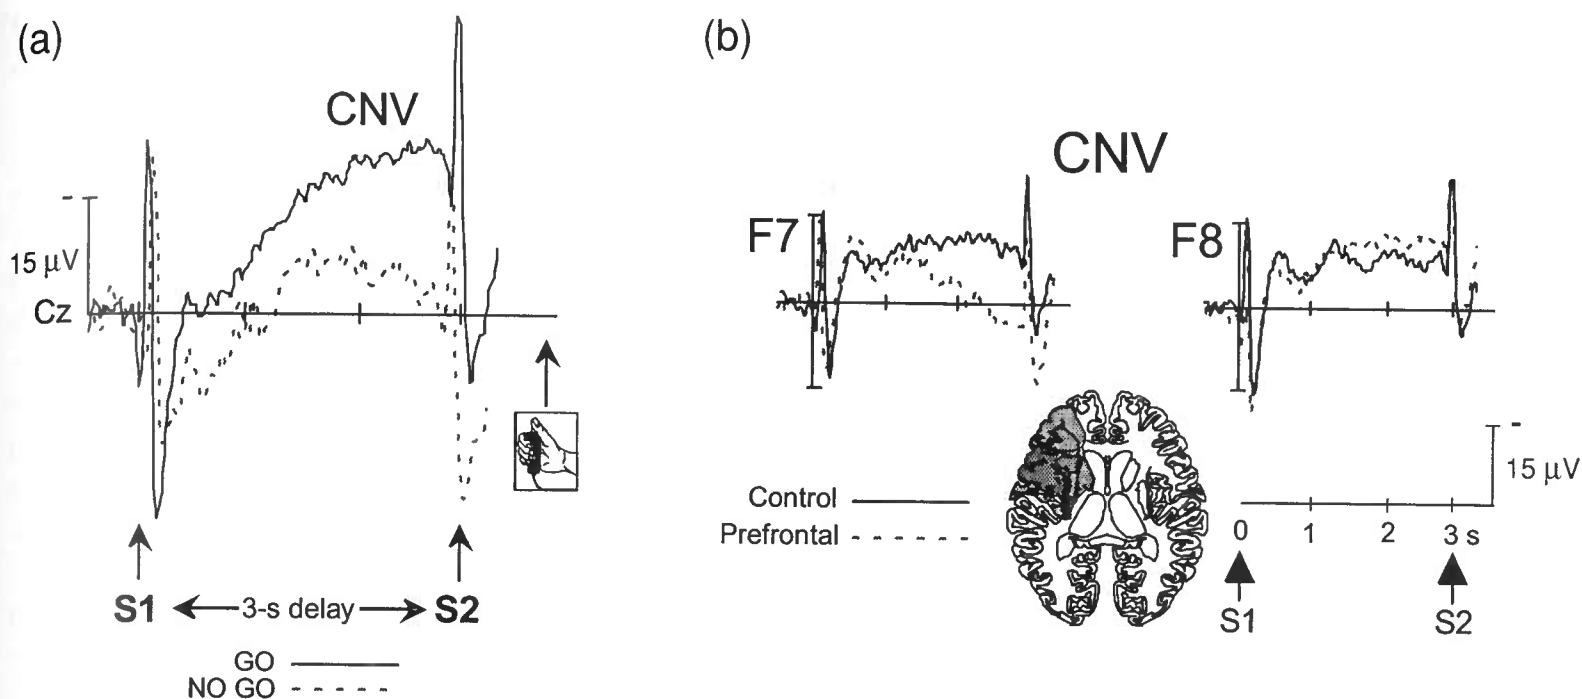 (a)
CNV
-
15 μV
Cz
S1
3-s delay
S2
GO
NO GO
(b)
CNV
F7
F8
Control
Prefrontal
-
15 μV
0 1 2 3 s
S1 S2